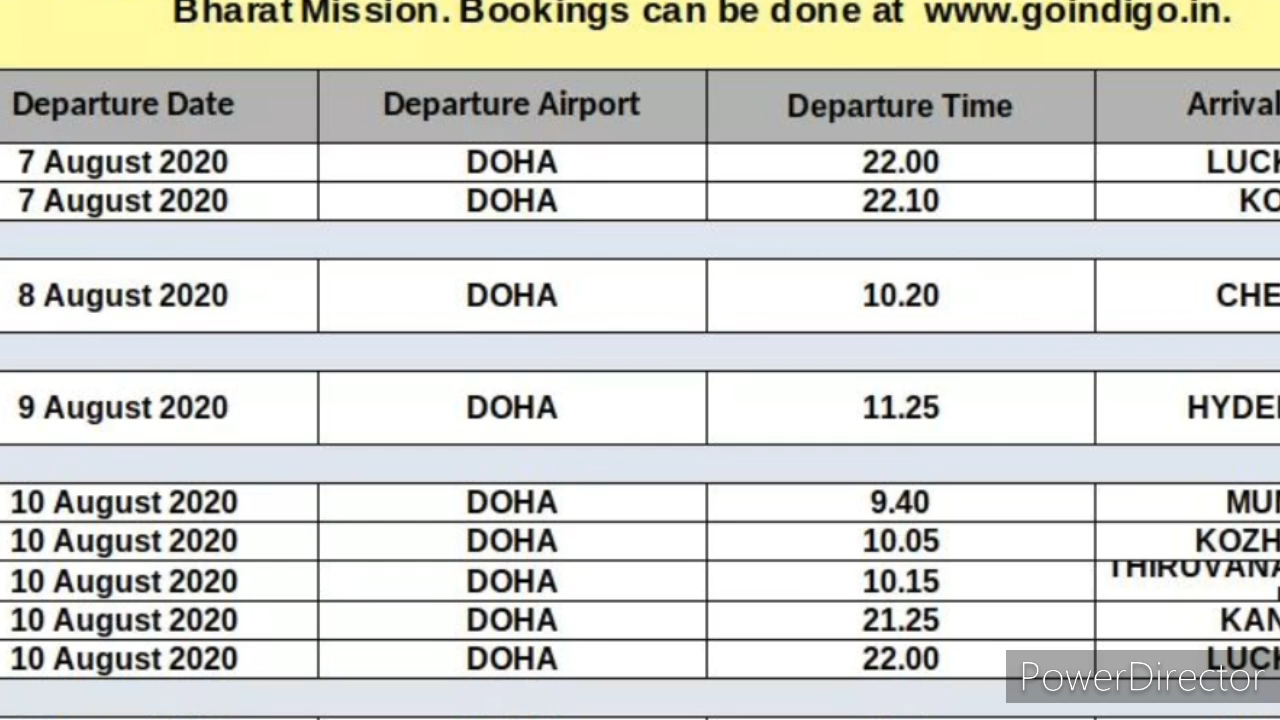 Bharat Mission. Bookings can be done at www.goindigo.in.
Departure Date Departure Airport Departure Time Arrival
7 August 2020 DOHA 22.00
7 August 2020 DOHA 22.10
8 August 2020 DOHA 10.20
9 August 2020 DOHA 11.25
10 August 2020 DOHA 9.40
10 August 2020 DOHA 10.05
10 August 2020 DOHA 10.15
10 August 2020 DOHA 21.25
10 August 2020 DOHA 22.00
PowerDirector